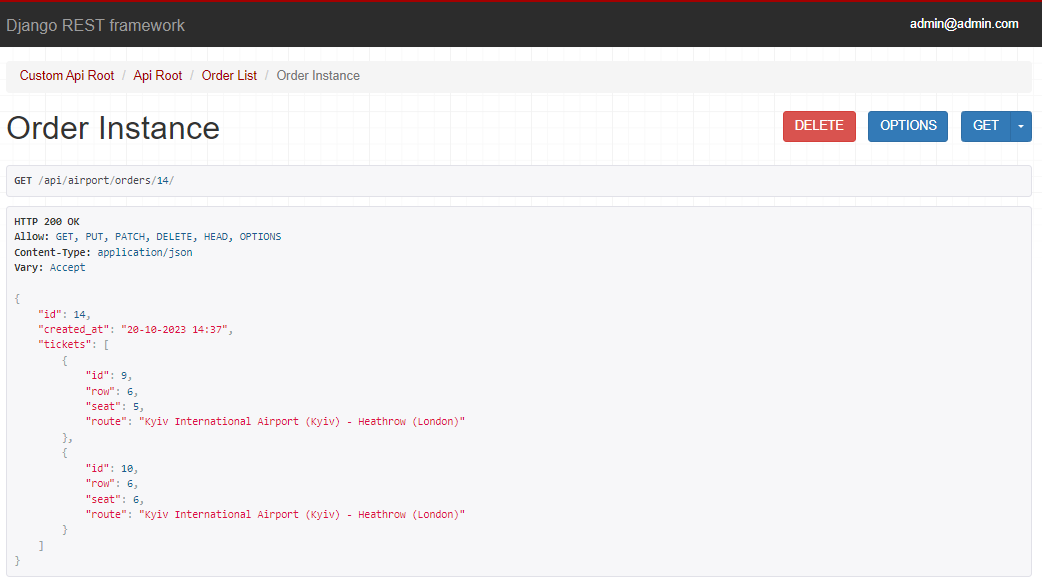 Django REST framework
admin@admin.com
Custom Api Root / Api Root / Order List / Order Instance
Order Instance
DELETE
OPTIONS
GET
GET /api/airport/orders/14/
HTTP 200 OK
Allow: GET, PUT, PATCH, DELETE, HEAD, OPTIONS
Content-Type: application/json
Vary: Accept
{
    "id": 14,
    "created_at": "20-10-2023 14:37",
    "tickets": [
        {
            "id": 9,
            "row": 6,
            "seat": 5,
            "route": "Kyiv International Airport (Kyiv) - Heathrow (London)"
        },
        {
            "id": 10,
            "row": 6,
            "seat": 6,
            "route": "Kyiv International Airport (Kyiv) - Heathrow (London)"
        }
    ]
}